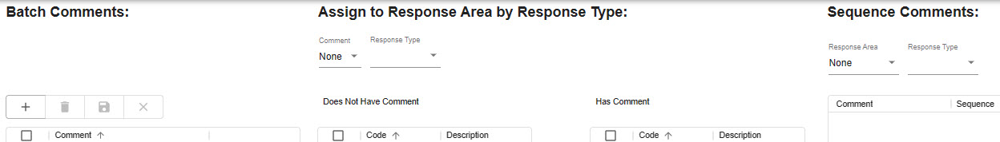 Batch Comments:
Assign to Response Area by Response Type:
Comment
Response Type
None
Does Not Have Comment
Has Comment
Sequence Comments:
Response Area
Response Type
None
Comment
Code
Description
Code
Description
Comment
Sequence